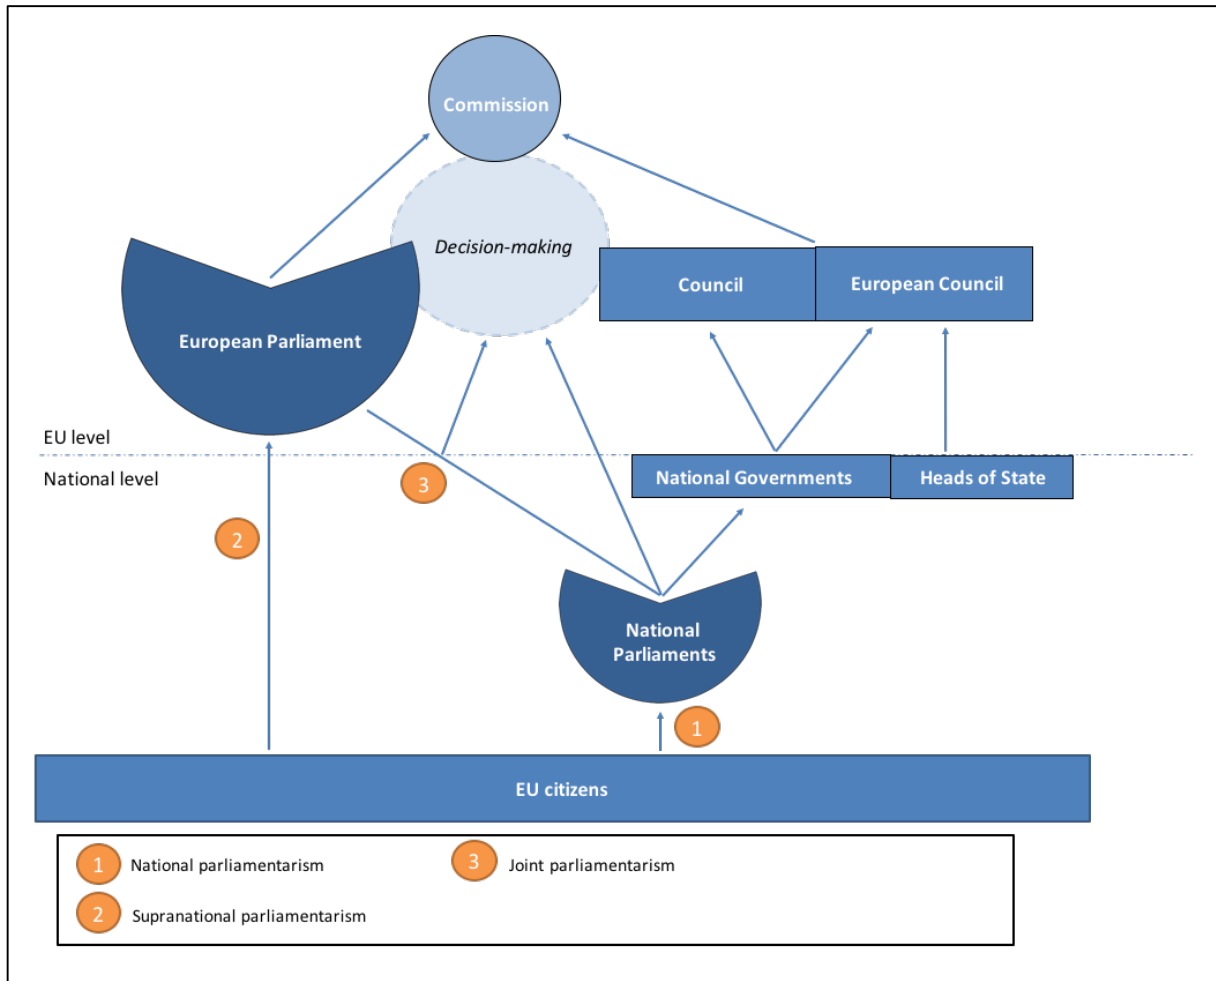 Commission
Decision-making
Council
European Council
European Parliament
EU level
National level
National Governments
Heads of State
3
2
National
Parliaments
1
EU citizens
1 National parliamentarism
3 Joint parliamentarism
2 Supranational parliamentarism